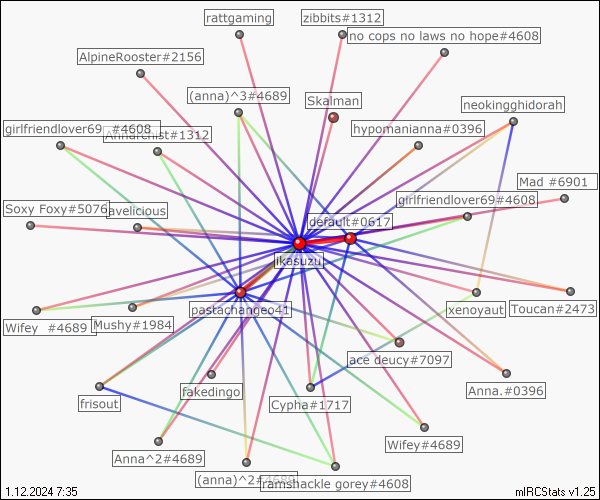 rattgaming
zibbits#1312
no cops no laws no hope#4608
AlpineRooster#2156
(anna)^3#4689
Skalman
neokingghidorah
girlfriendlover69 #4608
Annarchist#1312
hypomanianna#0396
Mad #6901
girlfriendlover69#4608
Soxy Foxy#5076
avelicious
default#0617
ikasuzu
pastachangeo41
xenoyaut
Toucan#2473
Wifey #4689
Mushy#1984
ace deucy#7097
fakedingo
Anna.#0396
frisout
Cypha#1717
Wifey#4689
Anna^2#4689
(anna)^2#4689
ramshackle gorey#4608
1.12.2024 7:35
mIRCStats v1.25